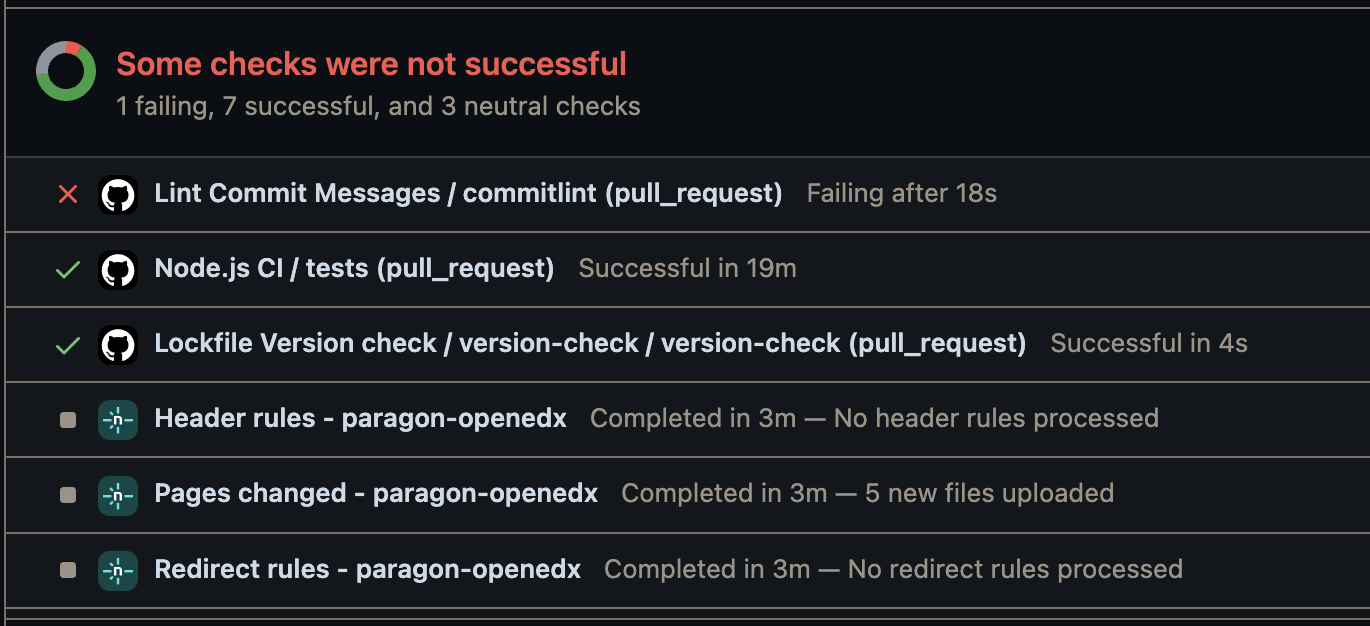 Some checks were not successful
1 failing, 7 successful, and 3 neutral checks
Lint Commit Messages / commitlint (pull_request) Failing after 18s
Node.js CI / tests (pull_request) Successful in 19m
Lockfile Version check / version-check / version-check (pull_request) Successful in 4s
n Header rules - paragon-openedx Completed in 3m — No header rules processed
n Pages changed - paragon-openedx Completed in 3m — 5 new files uploaded
n Redirect rules - paragon-openedx Completed in 3m — No redirect rules processed